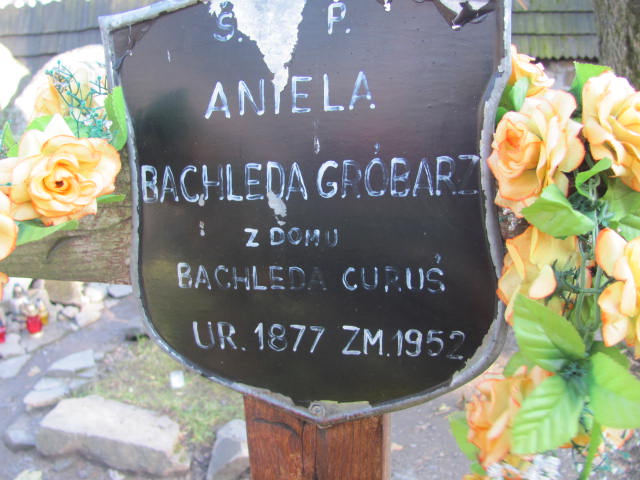 Ś. P.
ANIELA
BACHLEDA GRÓBARZ
Z DOMU
BACHLEDA CURUŚ
UR. 1877 ZM. 1952